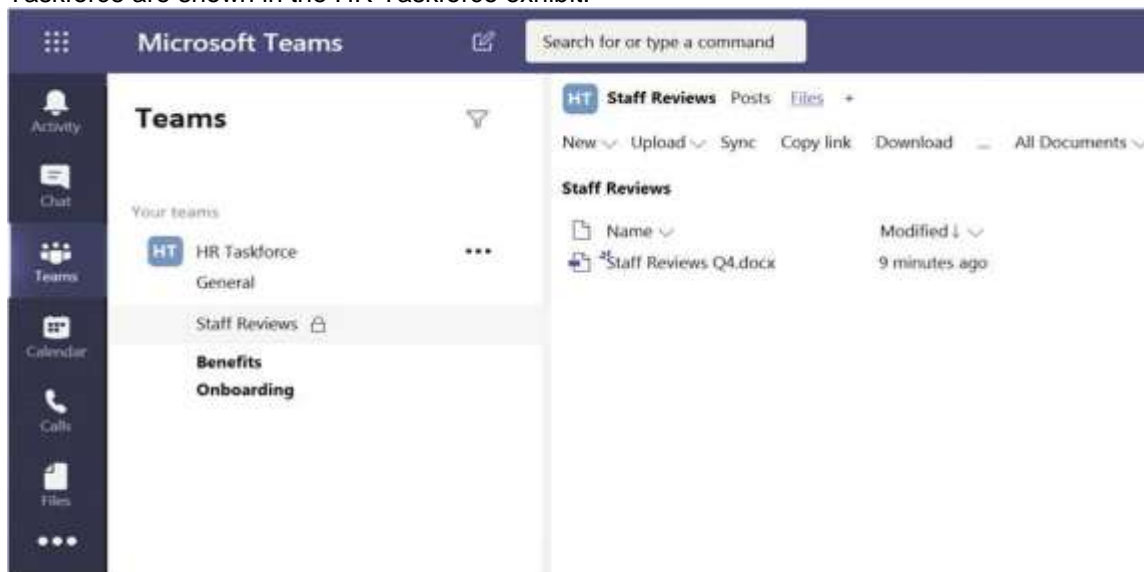 Taskforce are shown in the HR Taskforce exhibit.
Microsoft Teams
Search for or type a command
Activity
Chat
Teams
Calendar
Calls
Files
Teams
Your teams
HT HR Taskforce
General
Staff Reviews
Benefits
Onboarding
HT Staff Reviews Posts Files +
New Upload Sync Copy link Download ... All Documents
Staff Reviews
Name Modified ↓
Staff Reviews Q4.docx 9 minutes ago